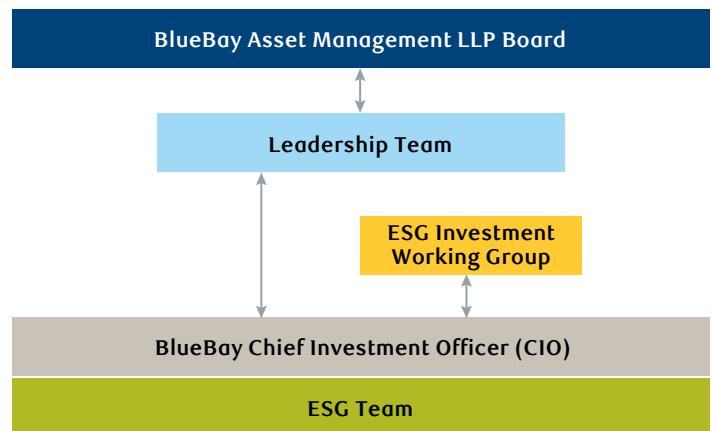 BlueBay Asset Management LLP Board
Leadership Team
ESG Investment
Working Group
BlueBay Chief Investment Officer (CIO)
ESG Team